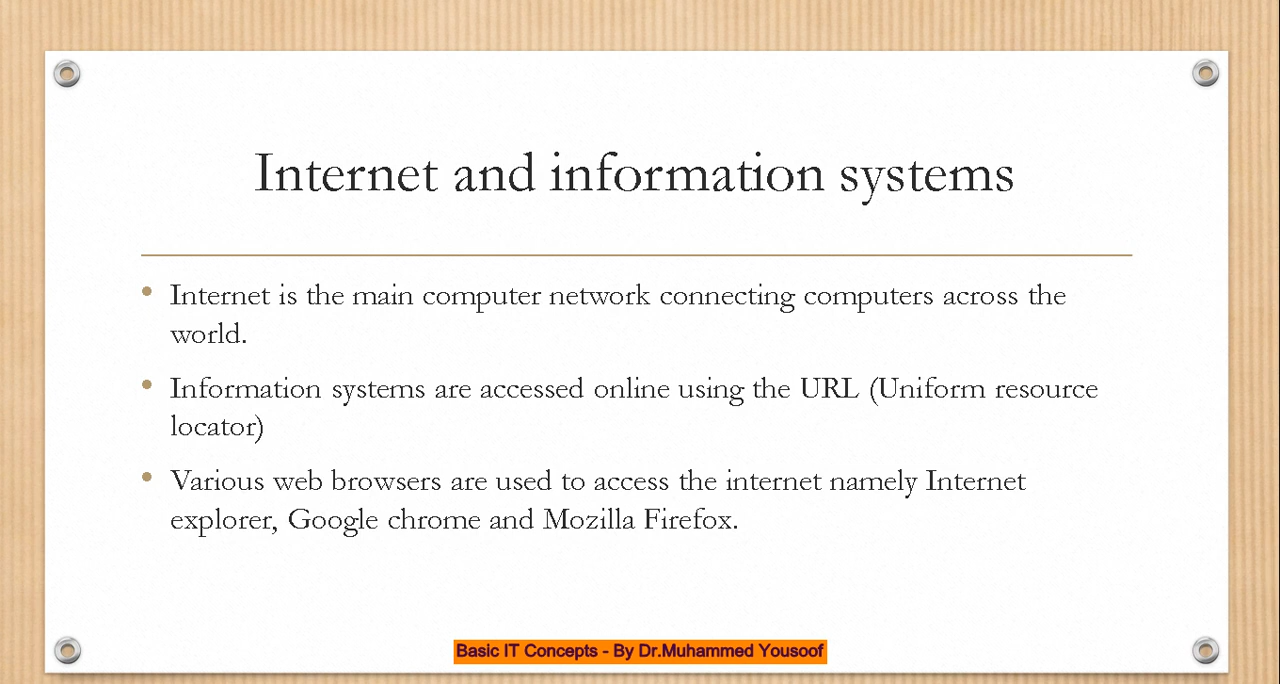 Internet and information systems
• Internet is the main computer network connecting computers across the
world.
• Information systems are accessed online using the URL (Uniform resource
locator)
• Various web browsers are used to access the internet namely Internet
explorer, Google chrome and Mozilla Firefox.
Basic IT Concepts - By Dr.Muhammed Yousoof